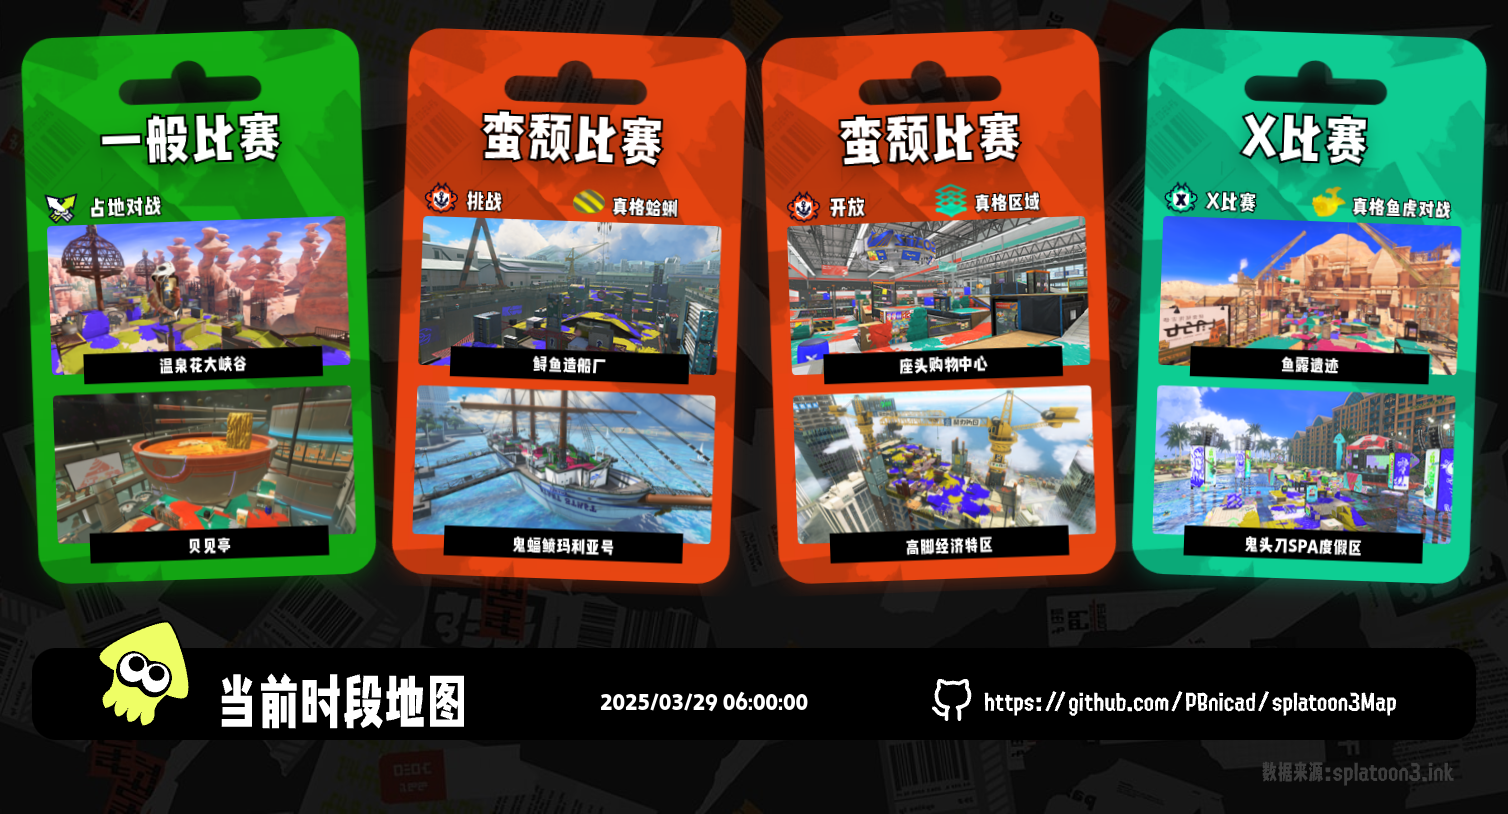 一般比赛
占地对战
温泉花大峡谷
贝见亭
蛮颓比赛
挑战
真格蛤蜊
鲟鱼造船厂
鬼蝠鲼玛利亚号
蛮颓比赛
开放
真格区域
座头购物中心
高脚经济特区
X比赛
X比赛
真格鱼虎对战
鱼露遗迹
鬼头刀SPA度假区
当前时段地图
2025/03/29 06:00:00
https://github.com/PBnicad/splatoon3Map
数据来源:splatoon3.ink